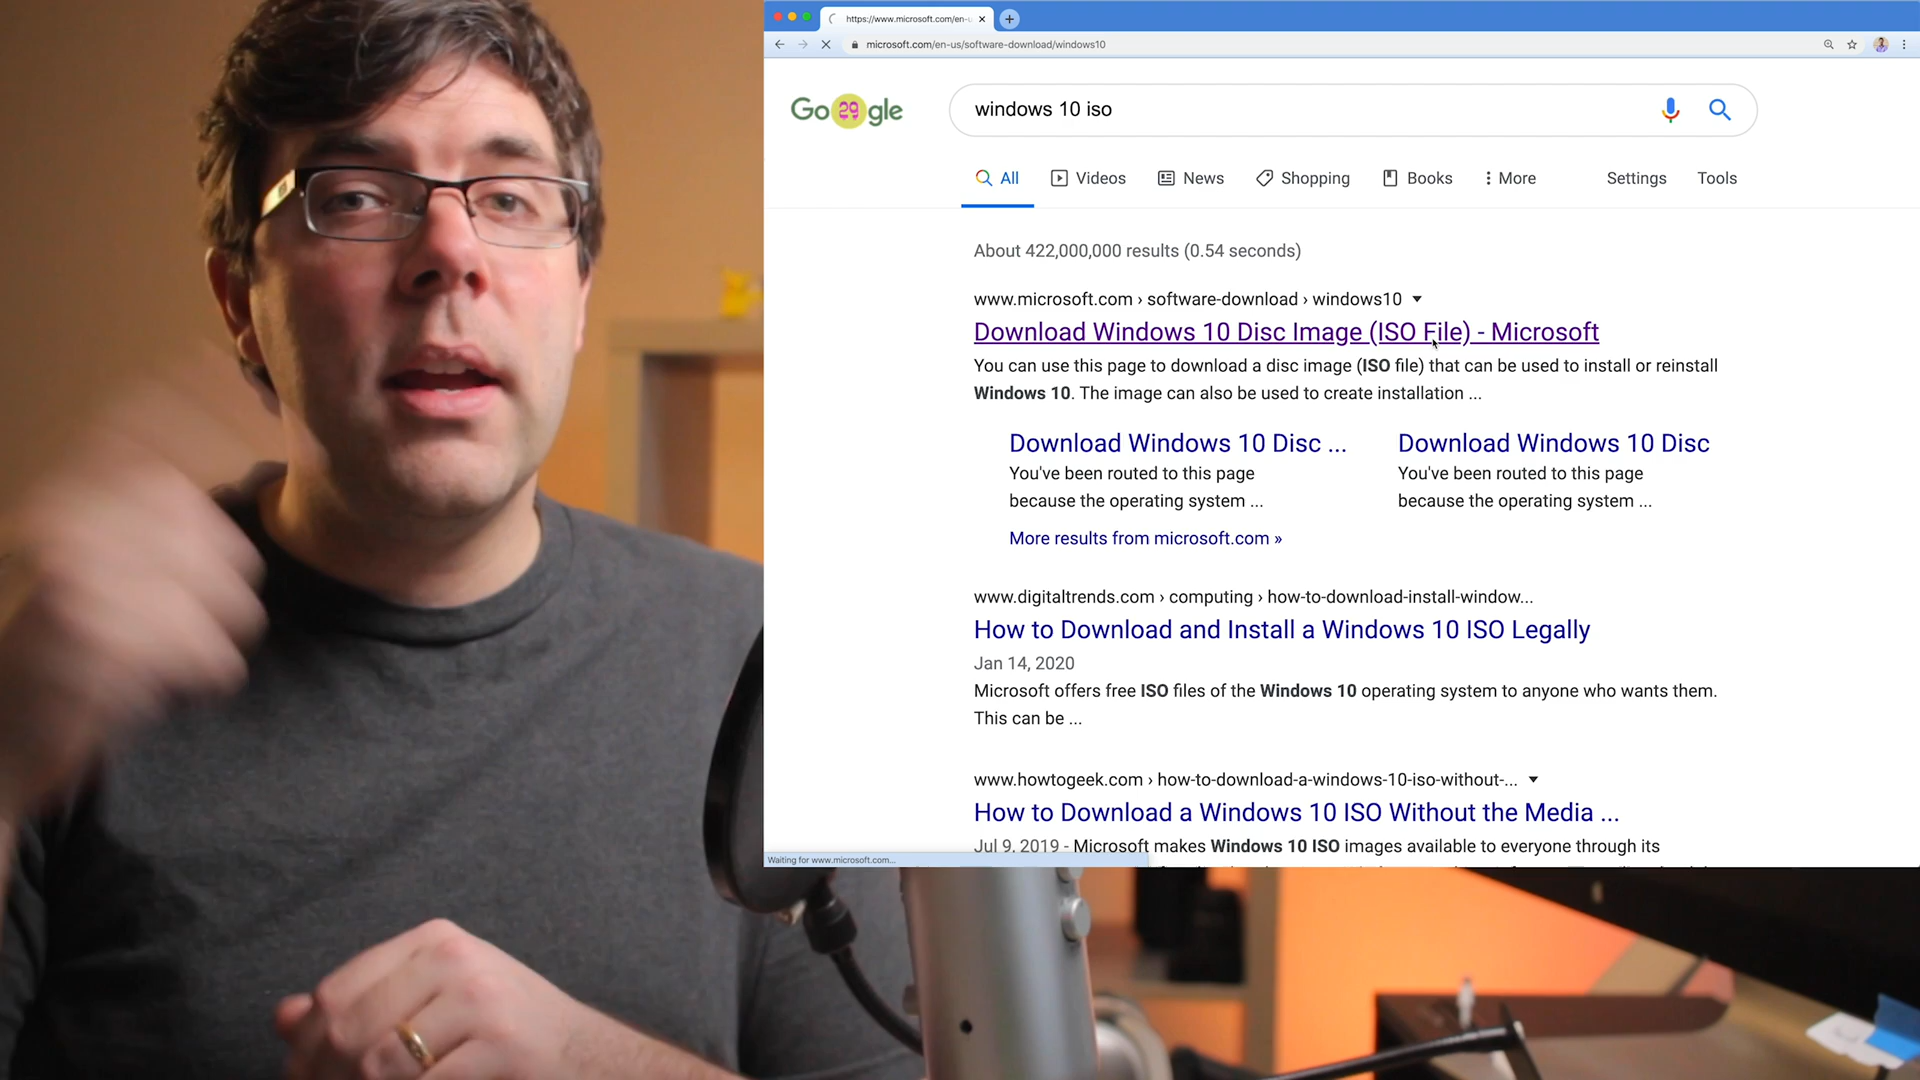 https://www.microsoft.com/en-u
microsoft.com/en-us/software-download/windows10
Go29gle
windows 10 iso
All Videos News Shopping Books More Settings Tools
About 422,000,000 results (0.54 seconds)
www.microsoft.com › software-download › windows10
Download Windows 10 Disc Image (ISO File) - Microsoft
You can use this page to download a disc image (ISO file) that can be used to install or reinstall
Windows 10. The image can also be used to create installation ...
Download Windows 10 Disc ... Download Windows 10 Disc
You've been routed to this page You've been routed to this page
because the operating system ... because the operating system ...
More results from microsoft.com »
www.digitaltrends.com › computing › how-to-download-install-window...
How to Download and Install a Windows 10 ISO Legally
Jan 14, 2020
Microsoft offers free ISO files of the Windows 10 operating system to anyone who wants them.
This can be ...
www.howtogeek.com › how-to-download-a-windows-10-iso-without-...
How to Download a Windows 10 ISO Without the Media ...
Jul 9, 2019 - Microsoft makes Windows 10 ISO images available to everyone through its
Waiting for www.microsoft.com...